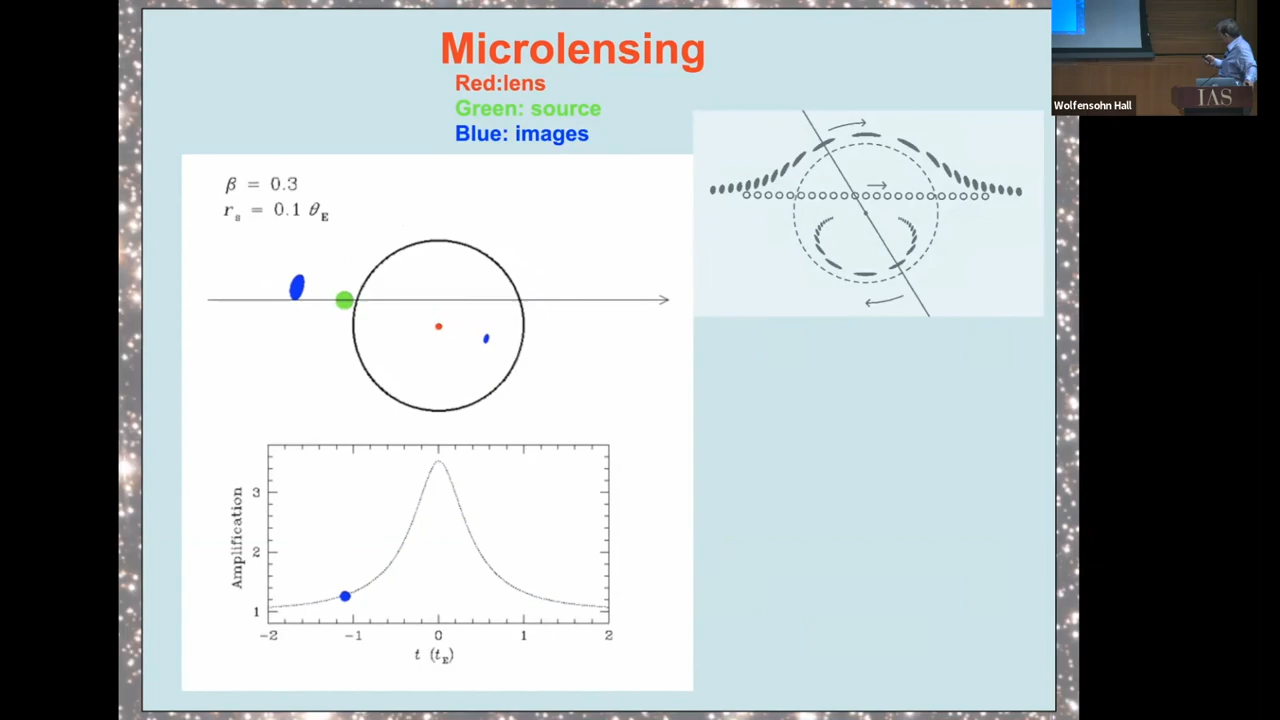 Microlensing
Red:lens
Green: source
Blue: images
β = 0.3
r_s = 0.1 θ_E
Amplification
3
2
1
-2 -1 0 1 2
t (t_E)
IAS
Wolfensohn Hall